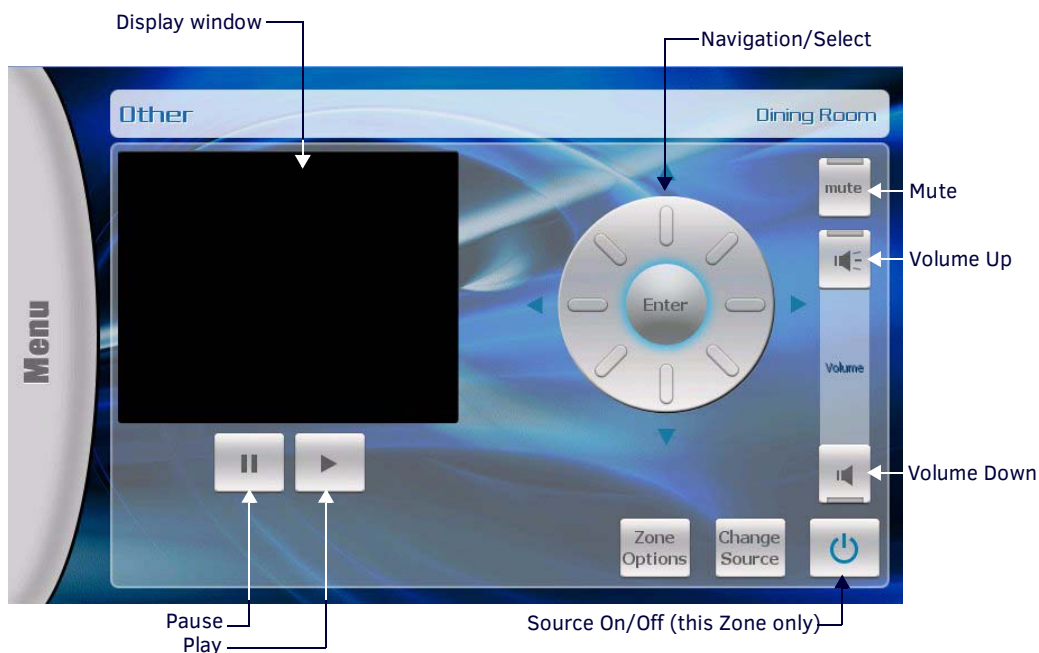 Display window
Navigation/Select
Other
Dining Room
mute
Mute
Volume Up
Enter
Menu
Volume
Volume Down
Zone
Options
Change
Source
Pause
Play
Source On/Off (this Zone only)